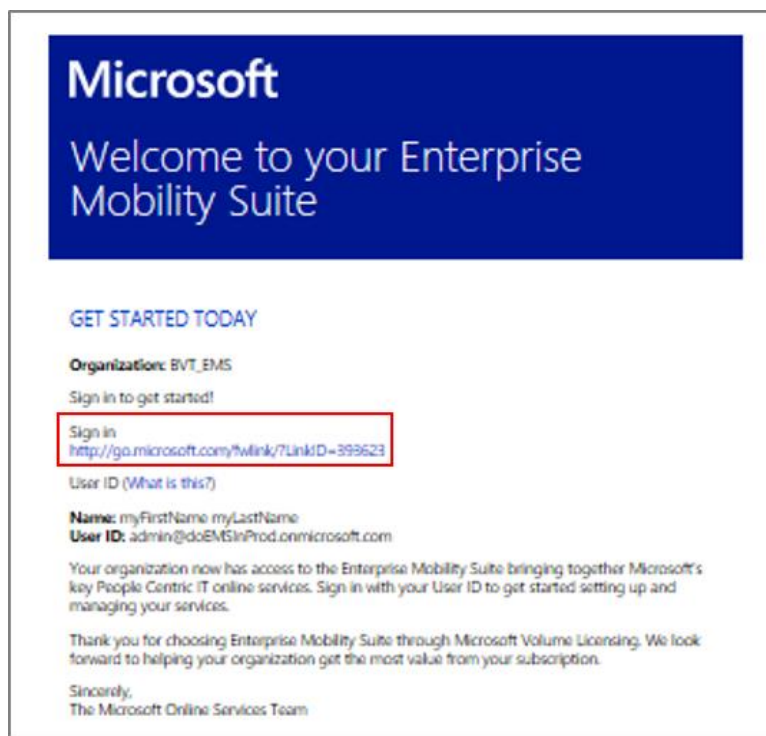 Microsoft
Welcome to your Enterprise
Mobility Suite
GET STARTED TODAY
Organization: BVT_EMS
Sign in to get started!
Sign in
http://go.microsoft.com/fwlink/?LinkID=393623
User ID (What is this?)
Name: myFirstName myLastName
User ID: admin@doEMSInProd.onmicrosoft.com
Your organization now has access to the Enterprise Mobility Suite bringing together Microsoft's
key People Centric IT online services. Sign in with your User ID to get started setting up and
managing your services.
Thank you for choosing Enterprise Mobility Suite through Microsoft Volume Licensing. We look
forward to helping your organization get the most value from your subscription.
Sincerely,
The Microsoft Online Services Team